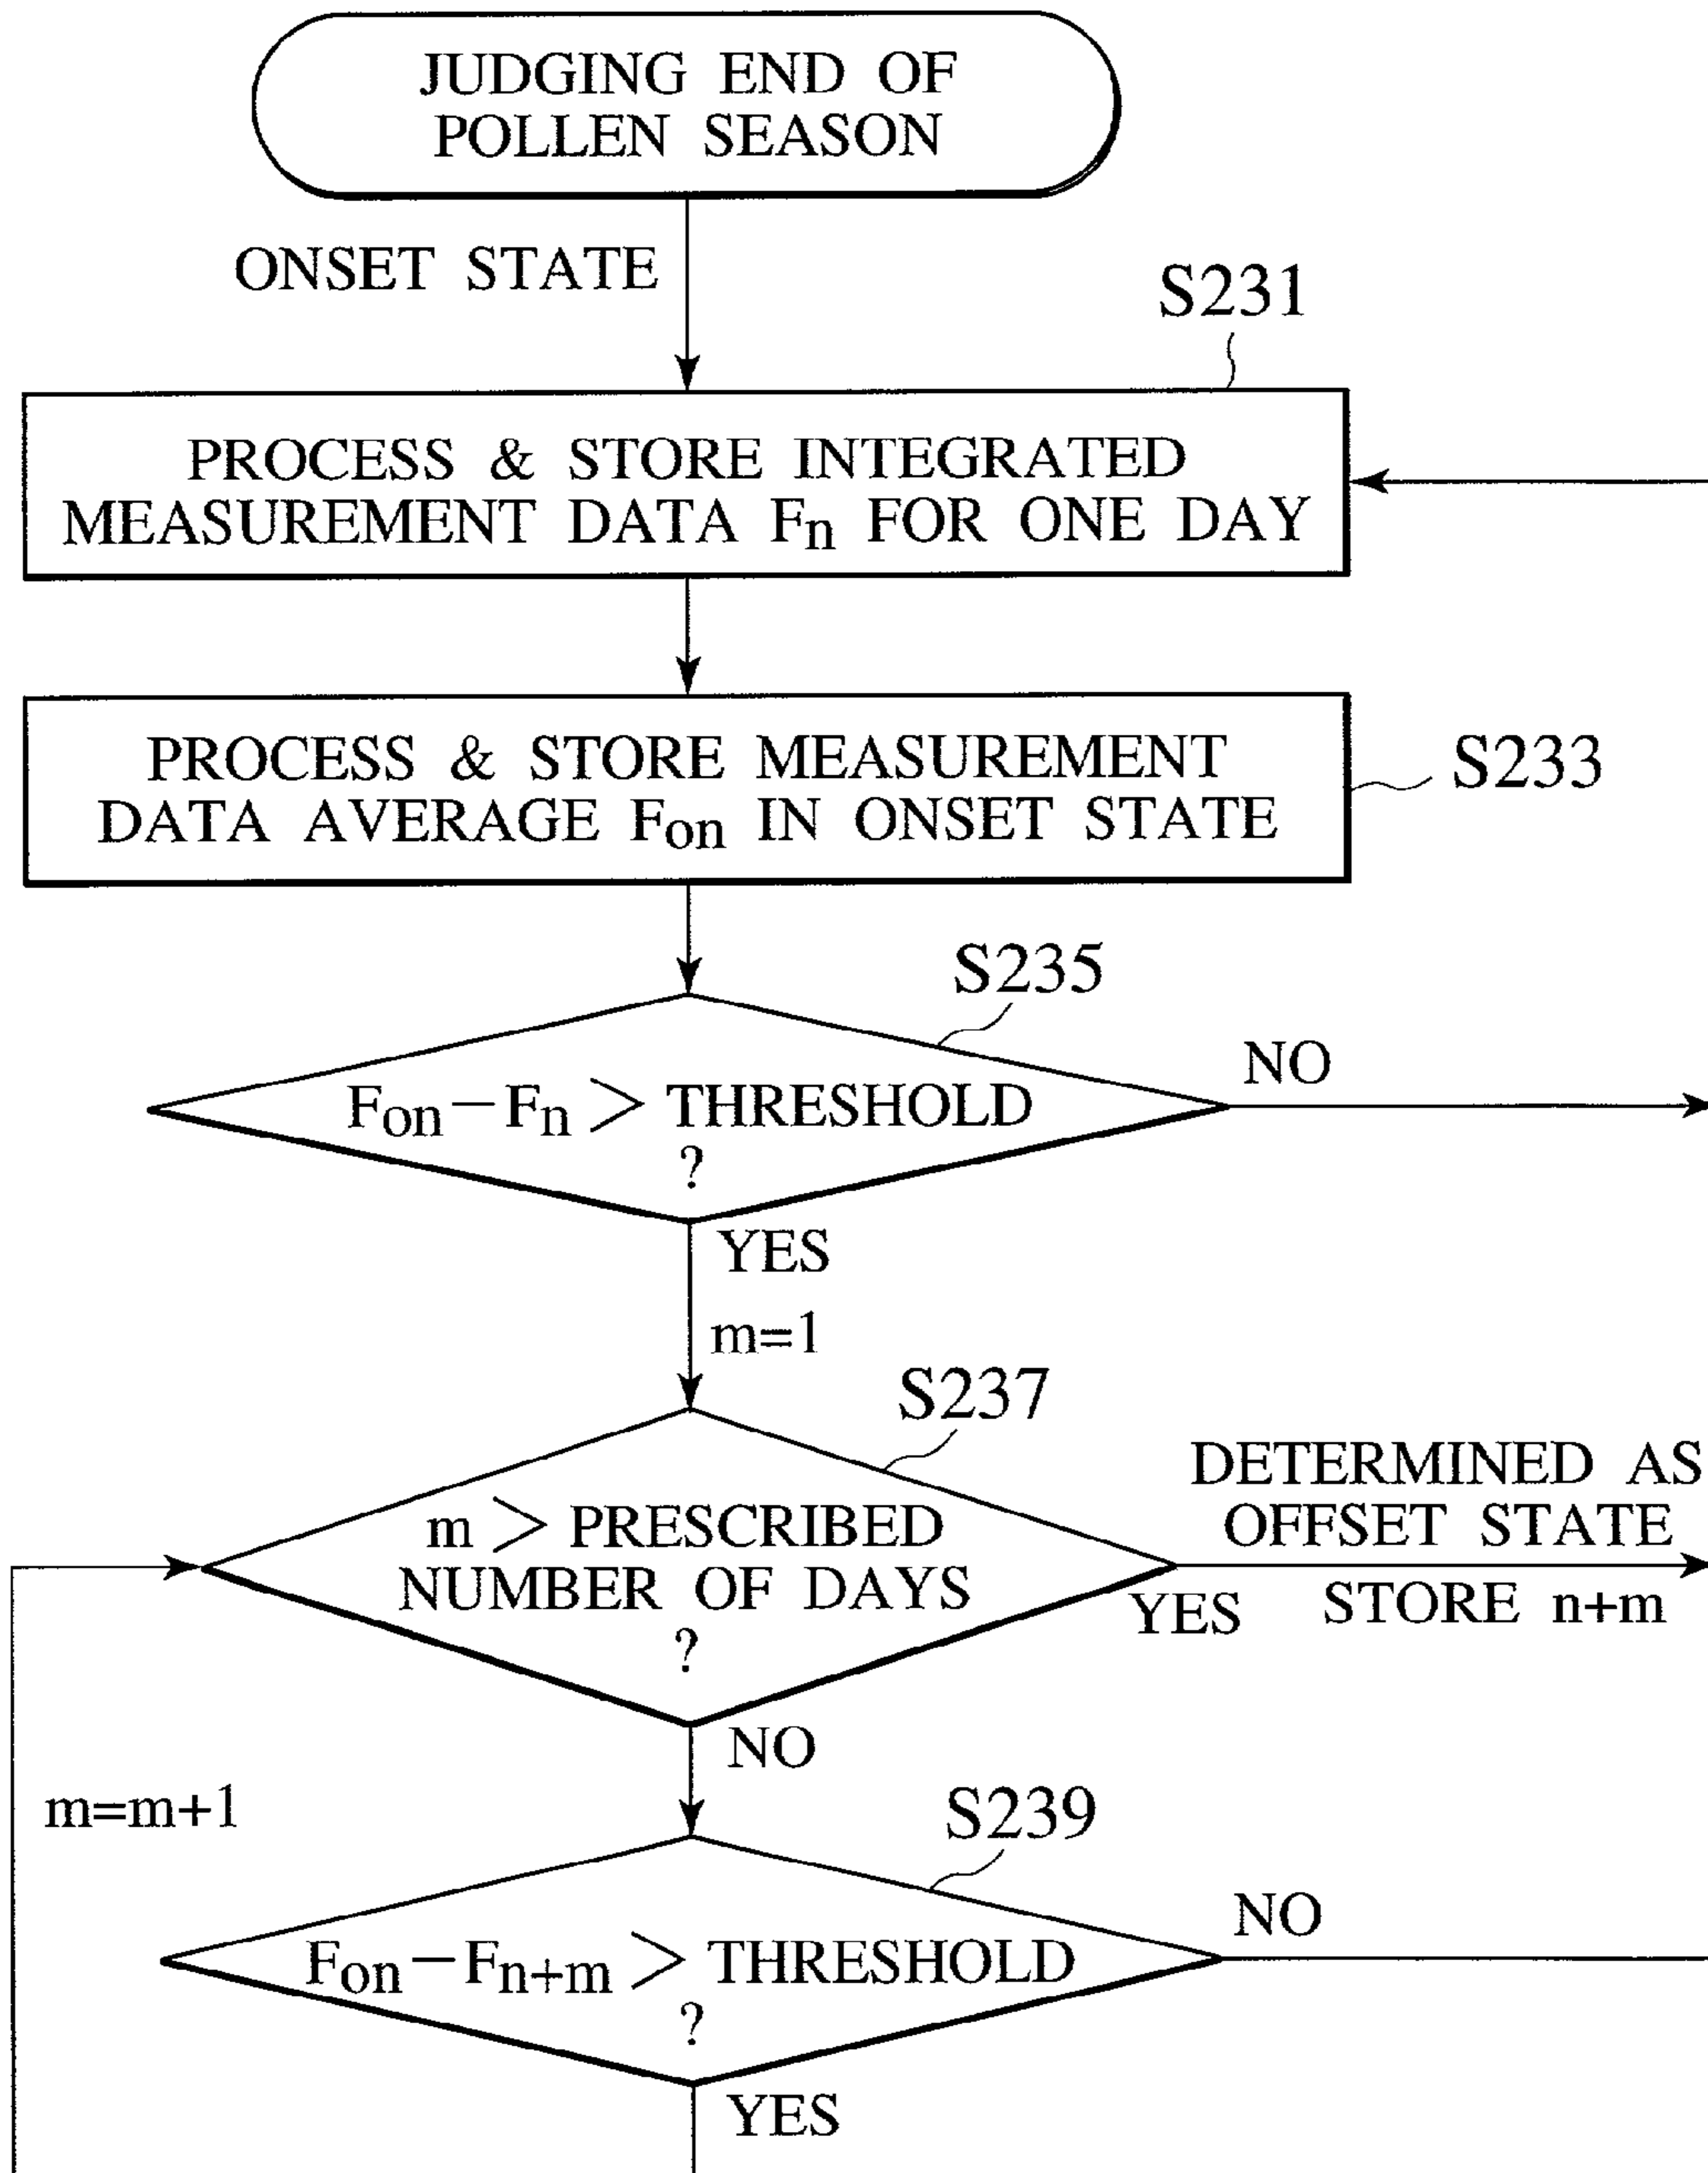 JUDGING END OF
POLLEN SEASON
ONSET STATE
S231
PROCESS & STORE INTEGRATED
MEASUREMENT DATA Fn FOR ONE DAY
PROCESS & STORE MEASUREMENT
DATA AVERAGE Fon IN ONSET STATE
S233
S235
Fon−Fn > THRESHOLD
?
NO
YES
m=1
S237
m > PRESCRIBED
NUMBER OF DAYS
?
DETERMINED AS
OFFSET STATE
YES
STORE n+m
NO
m=m+1
S239
Fon−Fn+m > THRESHOLD
?
NO
YES